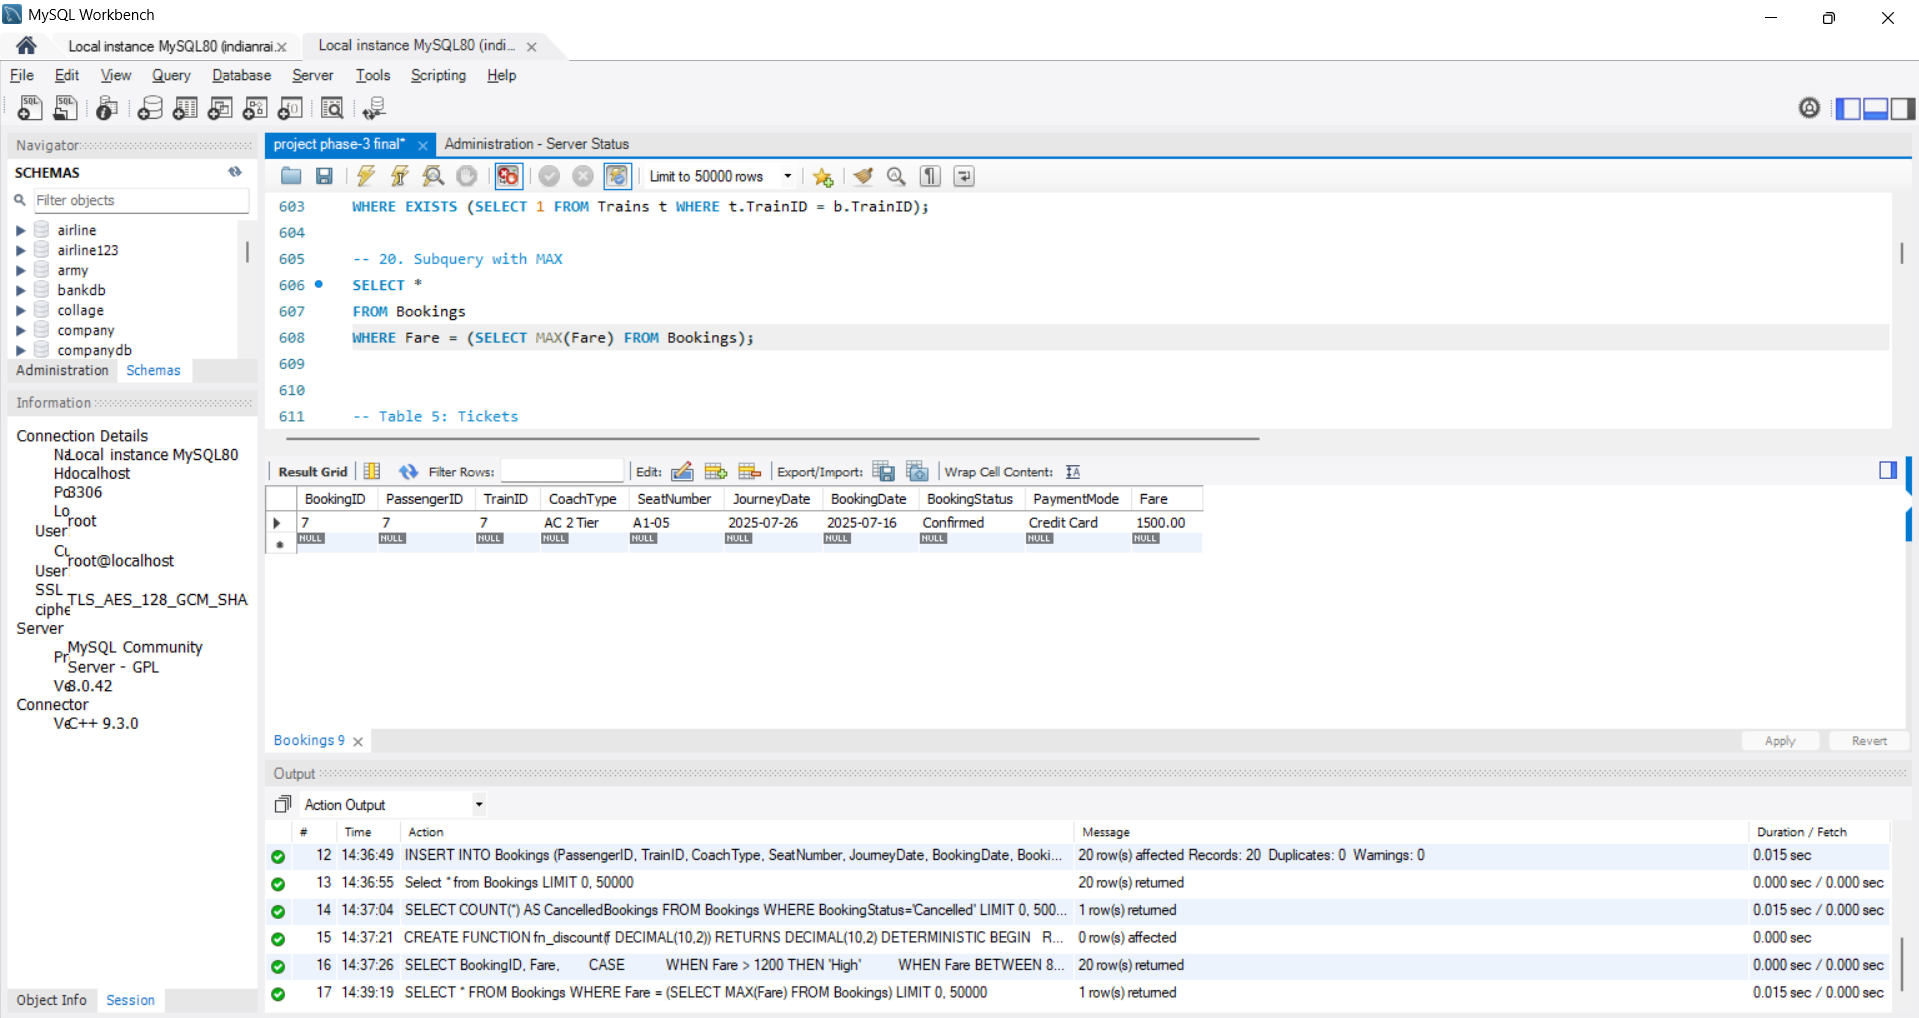 MySQL Workbench
Local instance MySQL80 (indianrai.x
Local instance MySQL80 (indi... x
File Edit View Query Database Server Tools Scripting Help
Navigator
SCHEMAS
Filter objects
airline
airline123
army
bankdb
collage
company
companydb
Administration Schemas
Information
Connection Details
Local instance MySQL80
localhost
3306
root
User
root@localhost
User
SSL
TLS_AES_128_GCM_SHA
ciphe
Server
MySQL Community
Server - GPL
8.0.42
Connector
C++ 9.3.0
Object Info Session
project phase-3 final* x
Administration - Server Status
Limit to 50000 rows
603 WHERE EXISTS (SELECT 1 FROM Trains t WHERE t.TrainID = b.TrainID);
604
605 -- 20. Subquery with MAX
606 SELECT *
607 FROM Bookings
608 WHERE Fare = (SELECT MAX(Fare) FROM Bookings);
609
610
611 -- Table 5: Tickets
Result Grid Filter Rows: Edit: Export/Import: Wrap Cell Content: IA
BookingID PassengerID TrainID CoachType SeatNumber JourneyDate BookingDate BookingStatus PaymentMode Fare
7 7 7 AC 2 Tier A1-05 2025-07-26 2025-07-16 Confirmed Credit Card 1500.00
NULL NULL NULL NULL NULL NULL NULL NULL NULL NULL
Bookings 9 x
Apply Revert
Output
Action Output
# Time Action Message Duration / Fetch
12 14:36:49 INSERT INTO Bookings (PassengerID, TrainID, CoachType, SeatNumber, JourneyDate, BookingDate, Booki... 20 row(s) affected Records: 20 Duplicates: 0 Warnings: 0 0.015 sec
13 14:36:55 Select * from Bookings LIMIT 0, 50000 20 row(s) returned 0.000 sec / 0.000 sec
14 14:37:04 SELECT COUNT(*) AS CancelledBookings FROM Bookings WHERE BookingStatus='Cancelled' LIMIT 0, 500... 1 row(s) returned 0.015 sec / 0.000 sec
15 14:37:21 CREATE FUNCTION fn_discount(f DECIMAL(10,2)) RETURNS DECIMAL(10,2) DETERMINISTIC BEGIN R... 0 row(s) affected 0.000 sec
16 14:37:26 SELECT BookingID, Fare, CASE WHEN Fare > 1200 THEN 'High' WHEN Fare BETWEEN 8... 20 row(s) returned 0.000 sec / 0.000 sec
17 14:39:19 SELECT * FROM Bookings WHERE Fare = (SELECT MAX(Fare) FROM Bookings) LIMIT 0, 50000 1 row(s) returned 0.015 sec / 0.000 sec